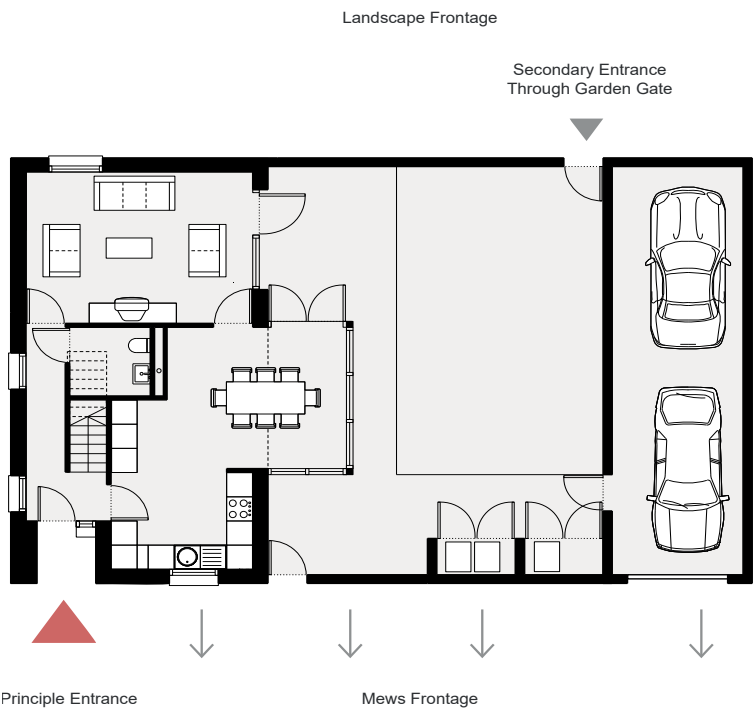 Landscape Frontage
Secondary Entrance
Through Garden Gate
Principle Entrance
Mews Frontage